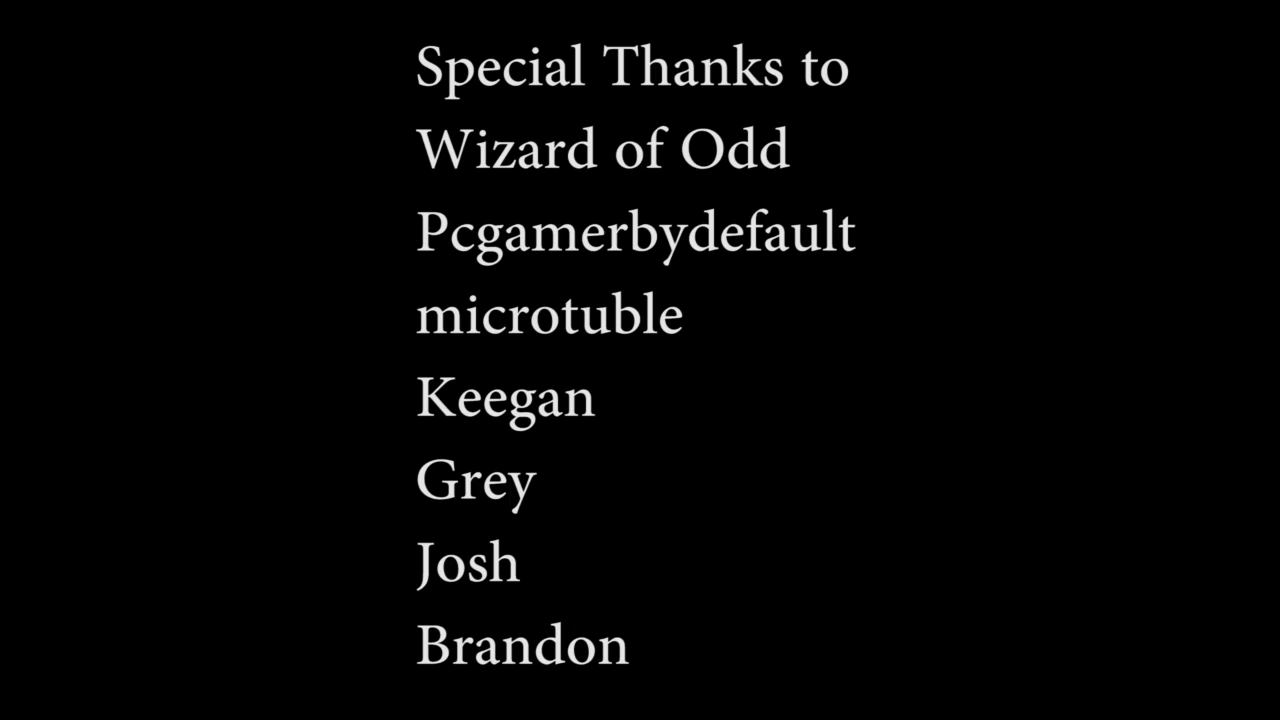 Special Thanks to
Wizard of Odd
Pcgamerbydefault
microtuble
Keegan
Grey
Josh
Brandon